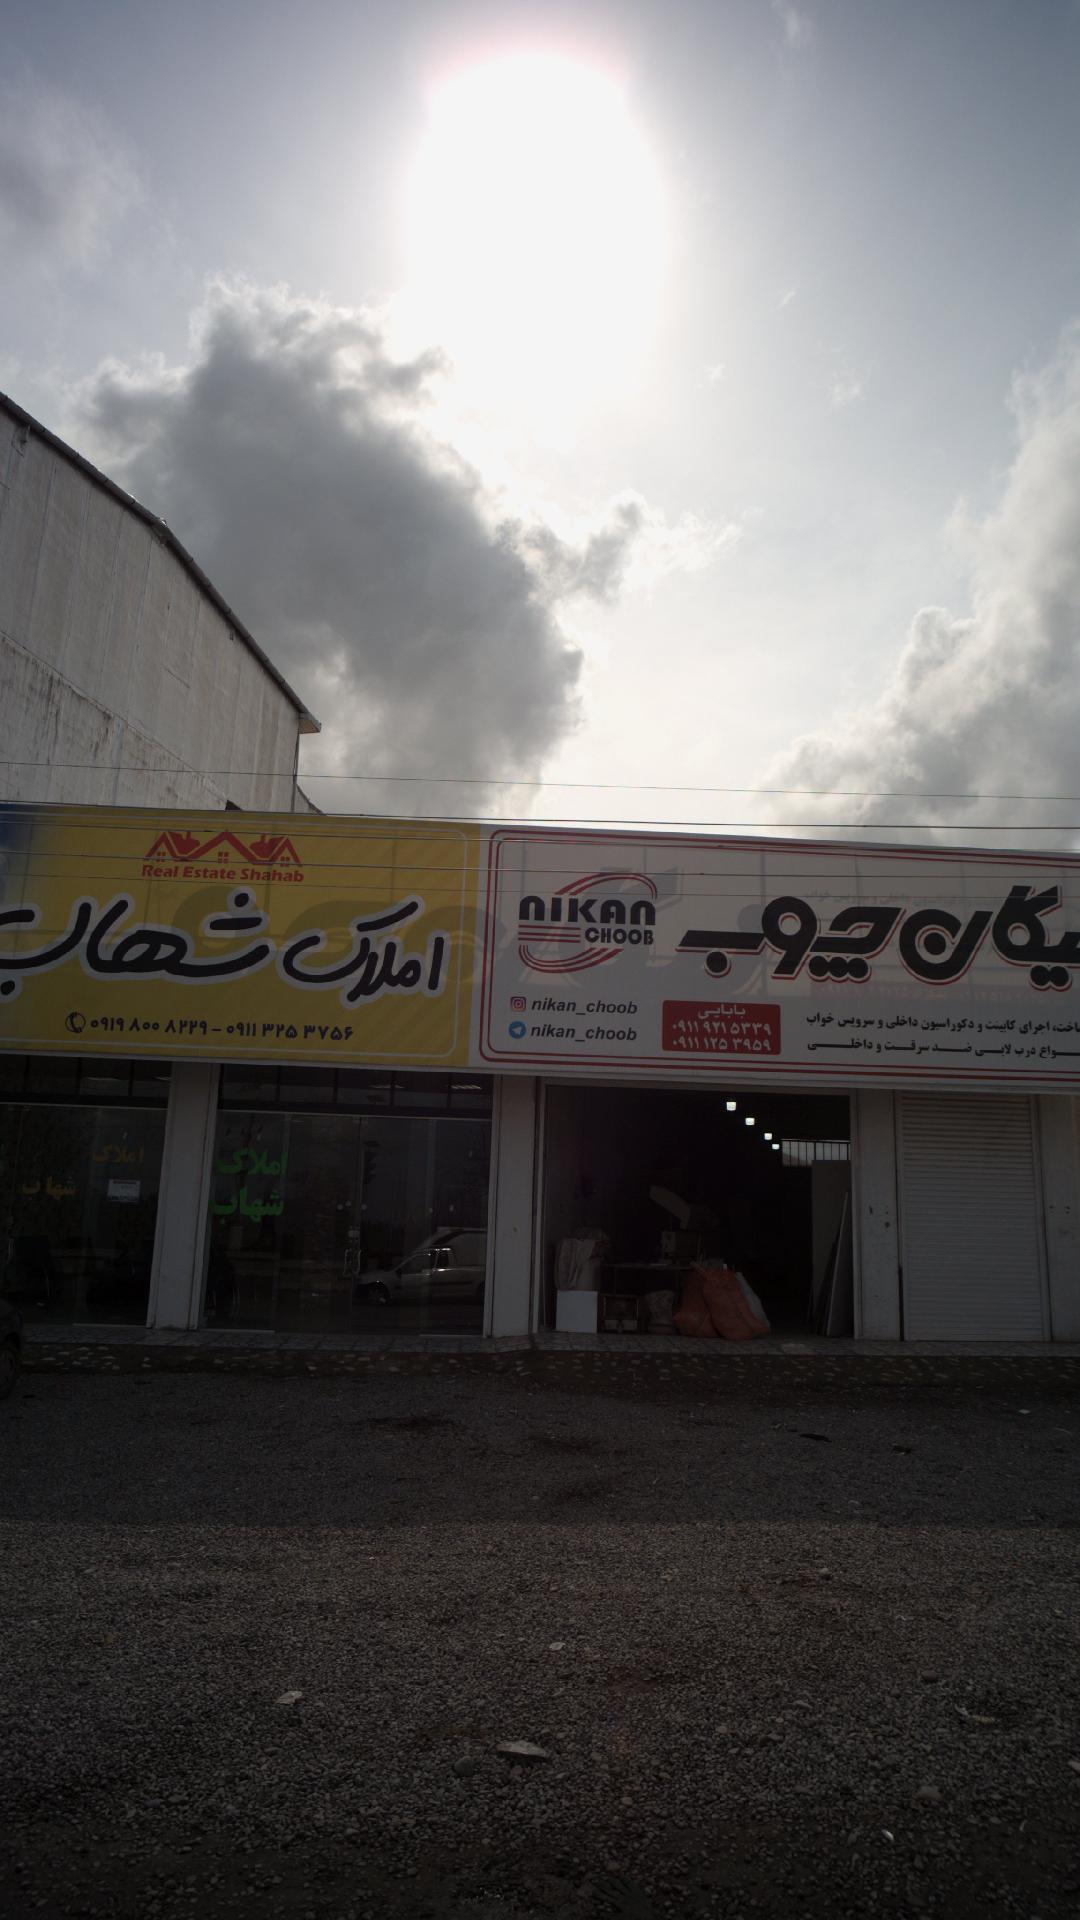 Real Estate Shahab
املاک شهاب
۰۹۱۹ ۸۰۰ ۸۲۲۹ - ۰۹۱۱ ۳۲۵ ۳۷۵۶
NIKAN
CHOOB
چوب
nikan_choob
nikan_choob
بابایی
۰۹۱۱ ۹۲۱ ۵۳۳۹
۰۹۱۱ ۱۲۵ ۳۹۵۹
اجرای کابینت و دکوراسیون داخلی و سرویس خواب
درب لابی ضد سرقت و داخلی
املاک
شهاب
املاک
شهاب